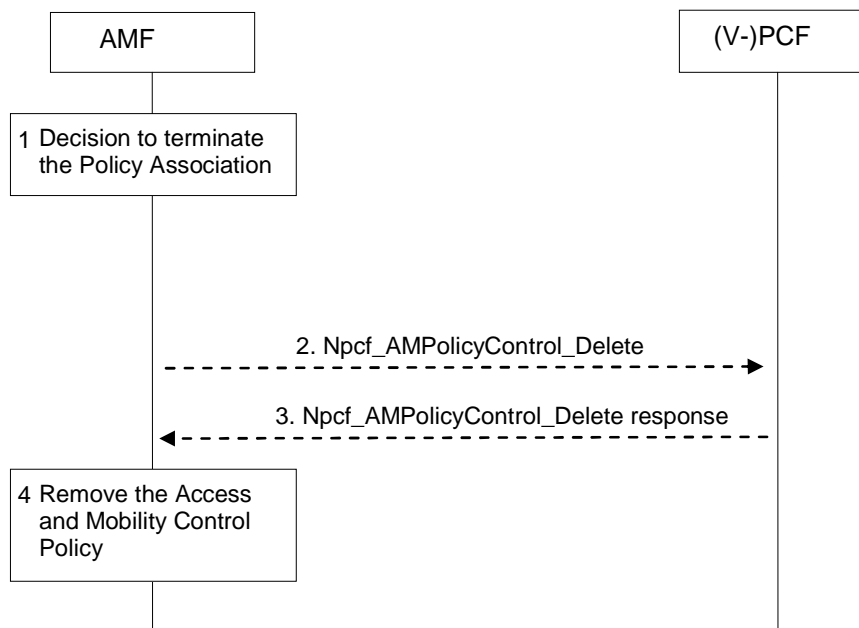 AMF
(V-)PCF
1 Decision to terminate
the Policy Association
2. Npcf_AMPolicyControl_Delete
3. Npcf_AMPolicyControl_Delete response
4 Remove the Access
and Mobility Control
Policy